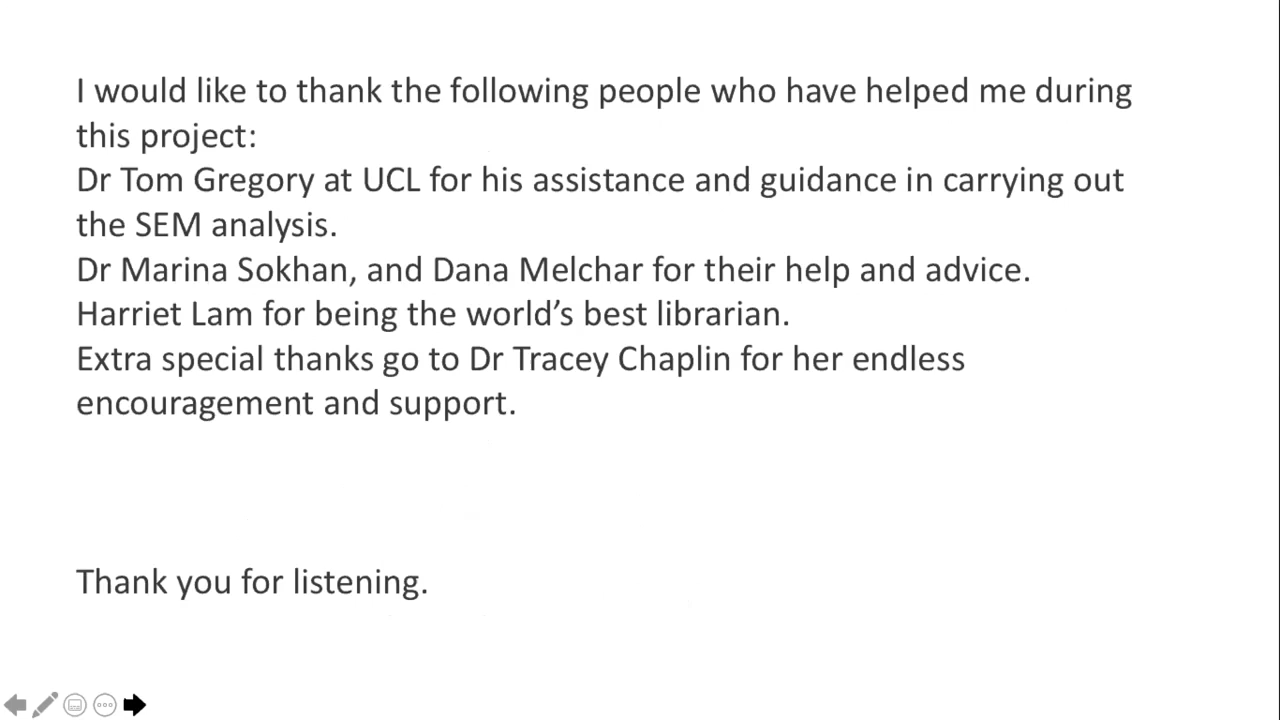 I would like to thank the following people who have helped me during
this project:
Dr Tom Gregory at UCL for his assistance and guidance in carrying out
the SEM analysis.
Dr Marina Sokhan, and Dana Melchar for their help and advice.
Harriet Lam for being the world’s best librarian.
Extra special thanks go to Dr Tracey Chaplin for her endless
encouragement and support.
Thank you for listening.